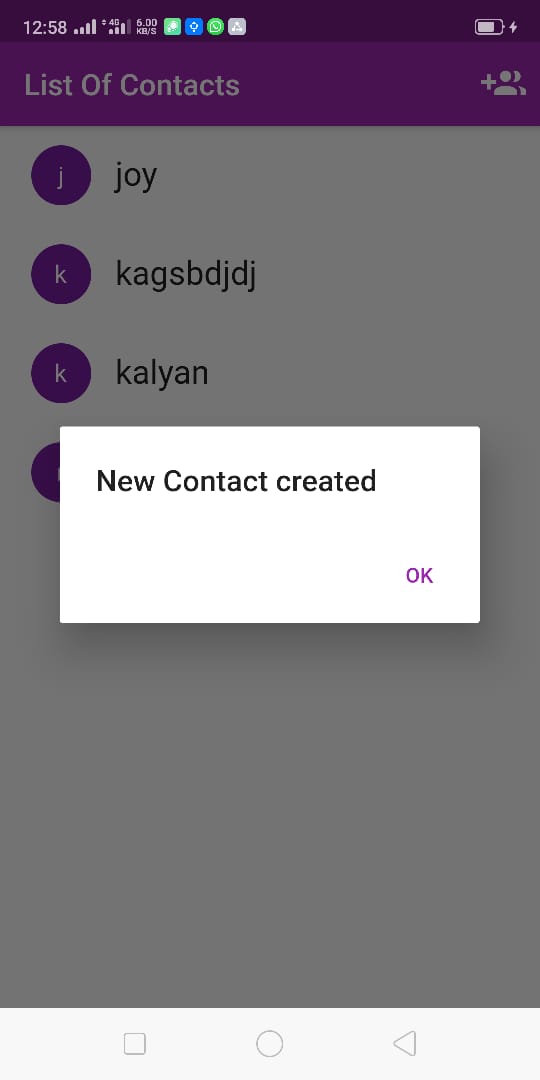 12:58 4G 6.00 KB/S
List Of Contacts
j joy
k kagsbdjdj
k kalyan
New Contact created
OK